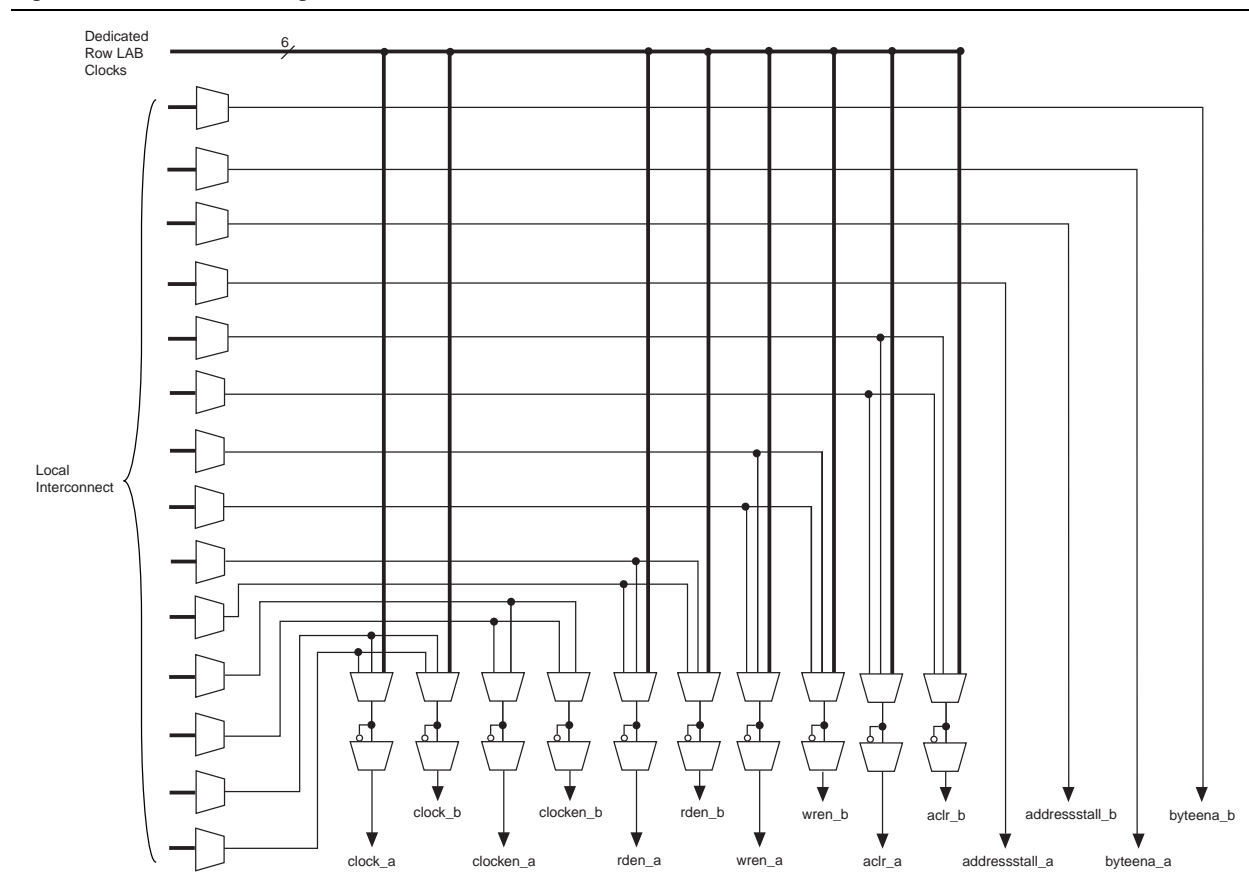 Dedicated
Row LAB
Clocks
6
Local
Interconnect
clock_b
clocken_b
rden_b
wren_b
aclr_b
addressstall_b
byteena_b
clock_a
clocken_a
rden_a
wren_a
aclr_a
addressstall_a
byteena_a